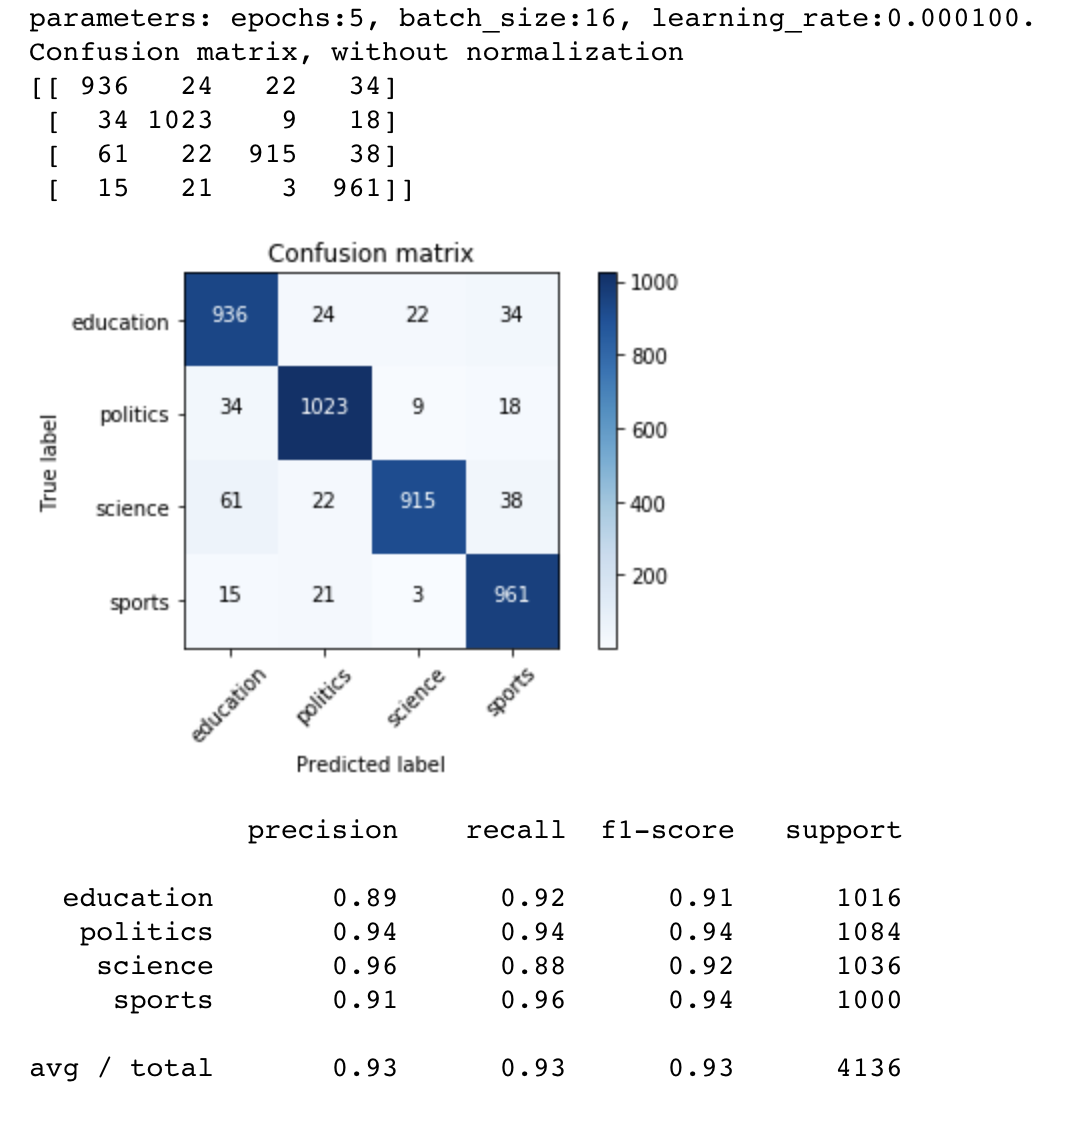 parameters: epochs:5, batch_size:16, learning_rate:0.000100.
Confusion matrix, without normalization
[[ 936 24 22 34]
[ 34 1023 9 18]
[ 61 22 915 38]
[ 15 21 3 961]]
Confusion matrix
1000
800
600
400
200
True label
education 936 24 22 34
politics 34 1023 9 18
science 61 22 915 38
sports 15 21 3 961
education politics science sports
Predicted label
precision recall f1-score support
education 0.89 0.92 0.91 1016
politics 0.94 0.94 0.94 1084
science 0.96 0.88 0.92 1036
sports 0.91 0.96 0.94 1000
avg / total 0.93 0.93 0.93 4136